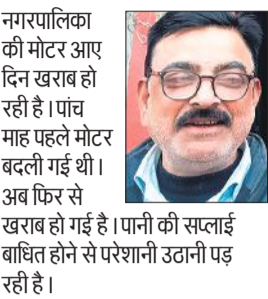 नगरपालिका
की मोटर आए
दिन खराब हो
रही है। पांच
माह पहले मोटर
बदली गई थी।
अब फिर से
खराब हो गई है। पानी की सप्लाई
बाधित होने से परेशानी उठानी पड़
रही है।